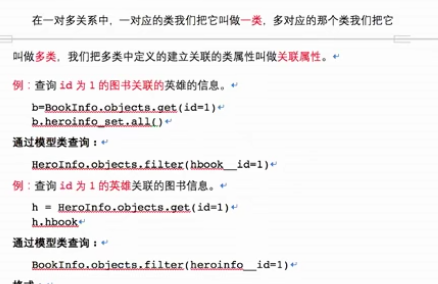 在一对多关系中，一对应的类我们把它叫做一类，多对应的那个类我们把它
叫做多类，我们把多类中定义的建立关联的类属性叫做关联属性。
例：查询 id 为 1 的图书关联的英雄的信息。
b=BookInfo.objects.get(id=1)
b.heroinfo_set.all()
通过模型类查询：
HeroInfo.objects.filter(hbook__id=1)
例：查询 id 为 1 的英雄关联的图书信息。
h = HeroInfo.objects.get(id=1)
h.hbook
通过模型类查询：
BookInfo.objects.filter(heroinfo__id=1)